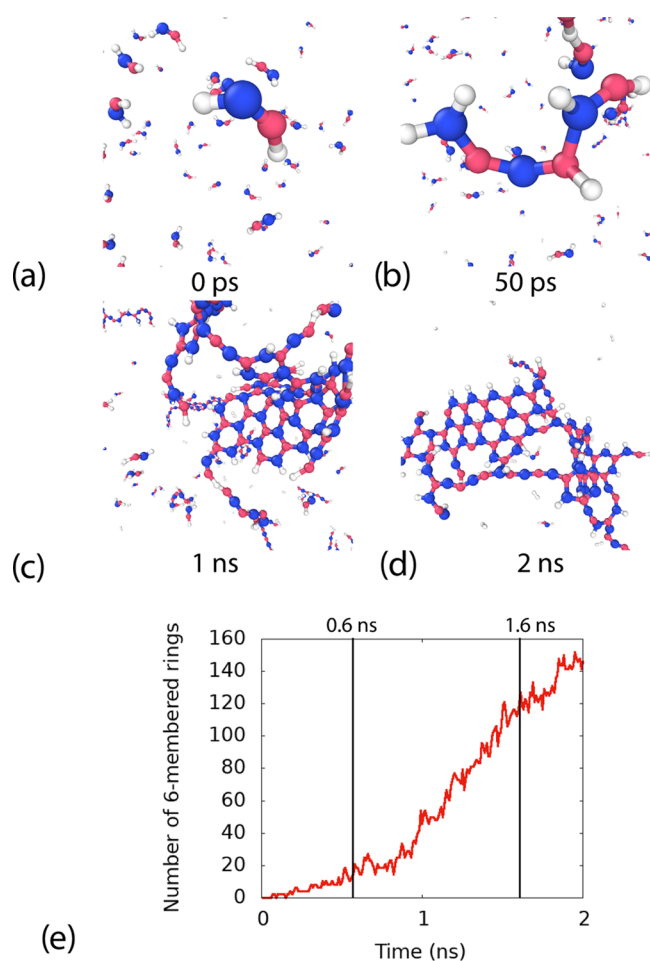 (a)
0 ps
(b)
50 ps
(c)
1 ns
(d)
2 ns
(e)
0.6 ns
1.6 ns
Number of 6-membered rings
160
140
120
100
80
60
40
20
0
0
1
2
Time (ns)